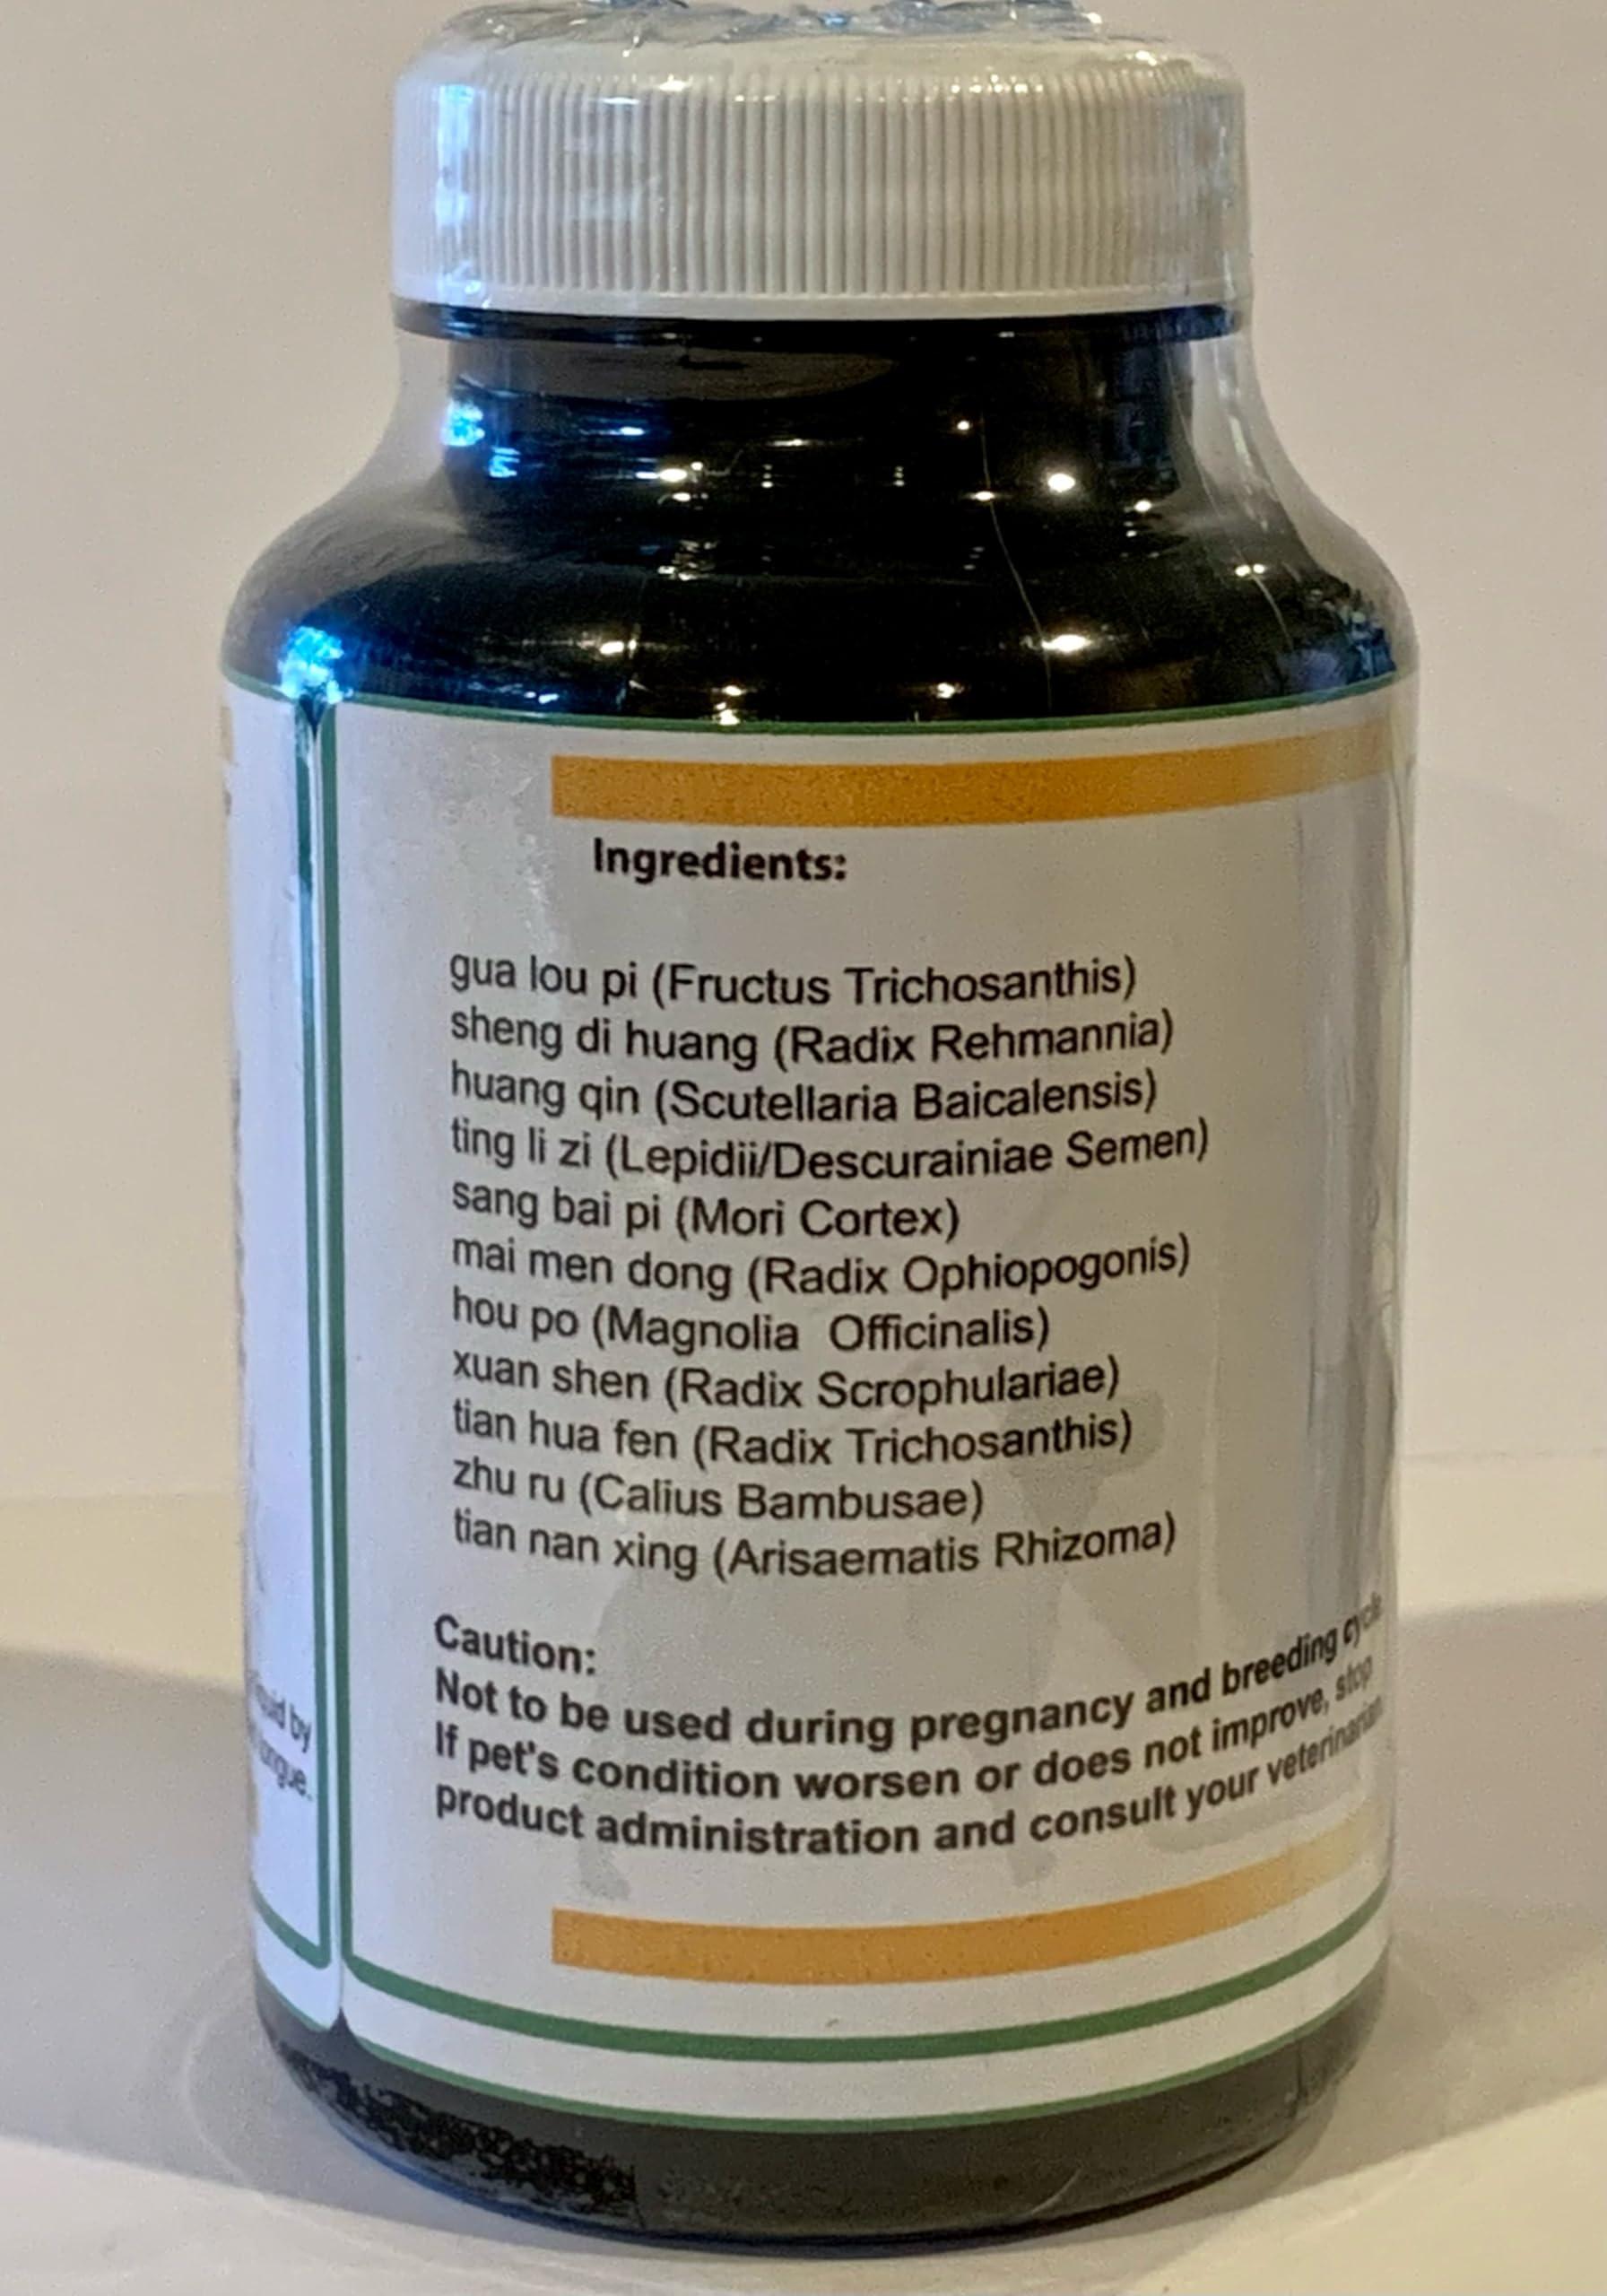 Ingredients:
gua lou pi (Fructus Trichosanthis)
sheng di huang (Radix Rehmannia)
huang qin (Scutellaria Baicalensis)
ting li zi (Lepidii/Descurainiae Semen)
sang bai pi (Mori Cortex)
mai men dong (Radix Ophiopogonis)
hou po (Magnolia Officinalis)
xuan shen (Radix Scrophulariae)
tian hua fen (Radix Trichosanthis)
zhu ru (Calius Bambusae)
tian nan xing (Arisaematis Rhizoma)
Caution:
Not to be used during pregnancy and breeding cycle
If pet's condition worsen or does not improve, stop
product administration and consult your veterinarian
by